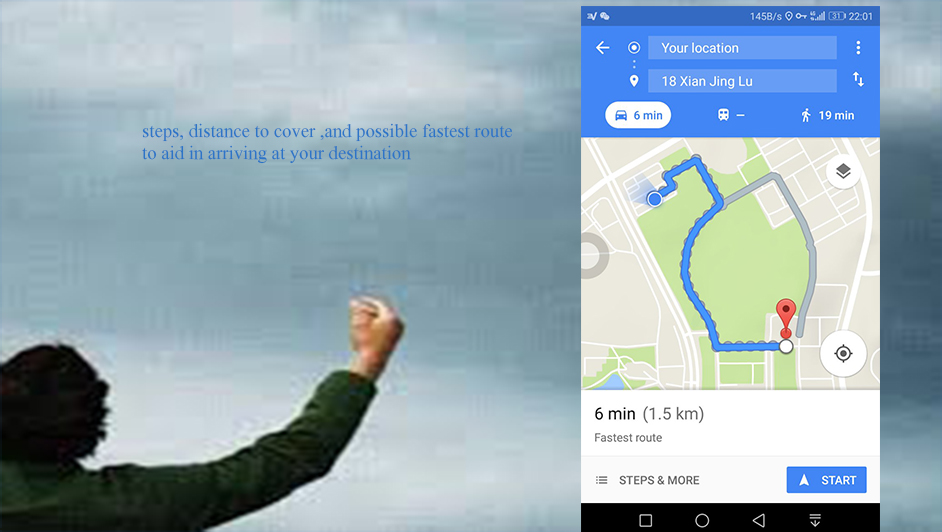 steps, distance to cover ,and possible fastest route
to aid in arriving at your destination
145B/s 31 22:01
Your location
18 Xian Jing Lu
6 min – 19 min
6 min (1.5 km)
Fastest route
STEPS & MORE START